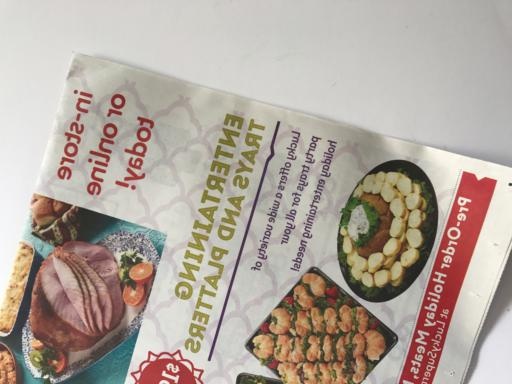 Pre-Order Holiday Meats,
at LuckySuper
ENTERTAINING
TRAYS AND PLATTERS
Lucky offers a wide variety of
party trays for all your
holiday entertaining needs!
in-store
or online
today!